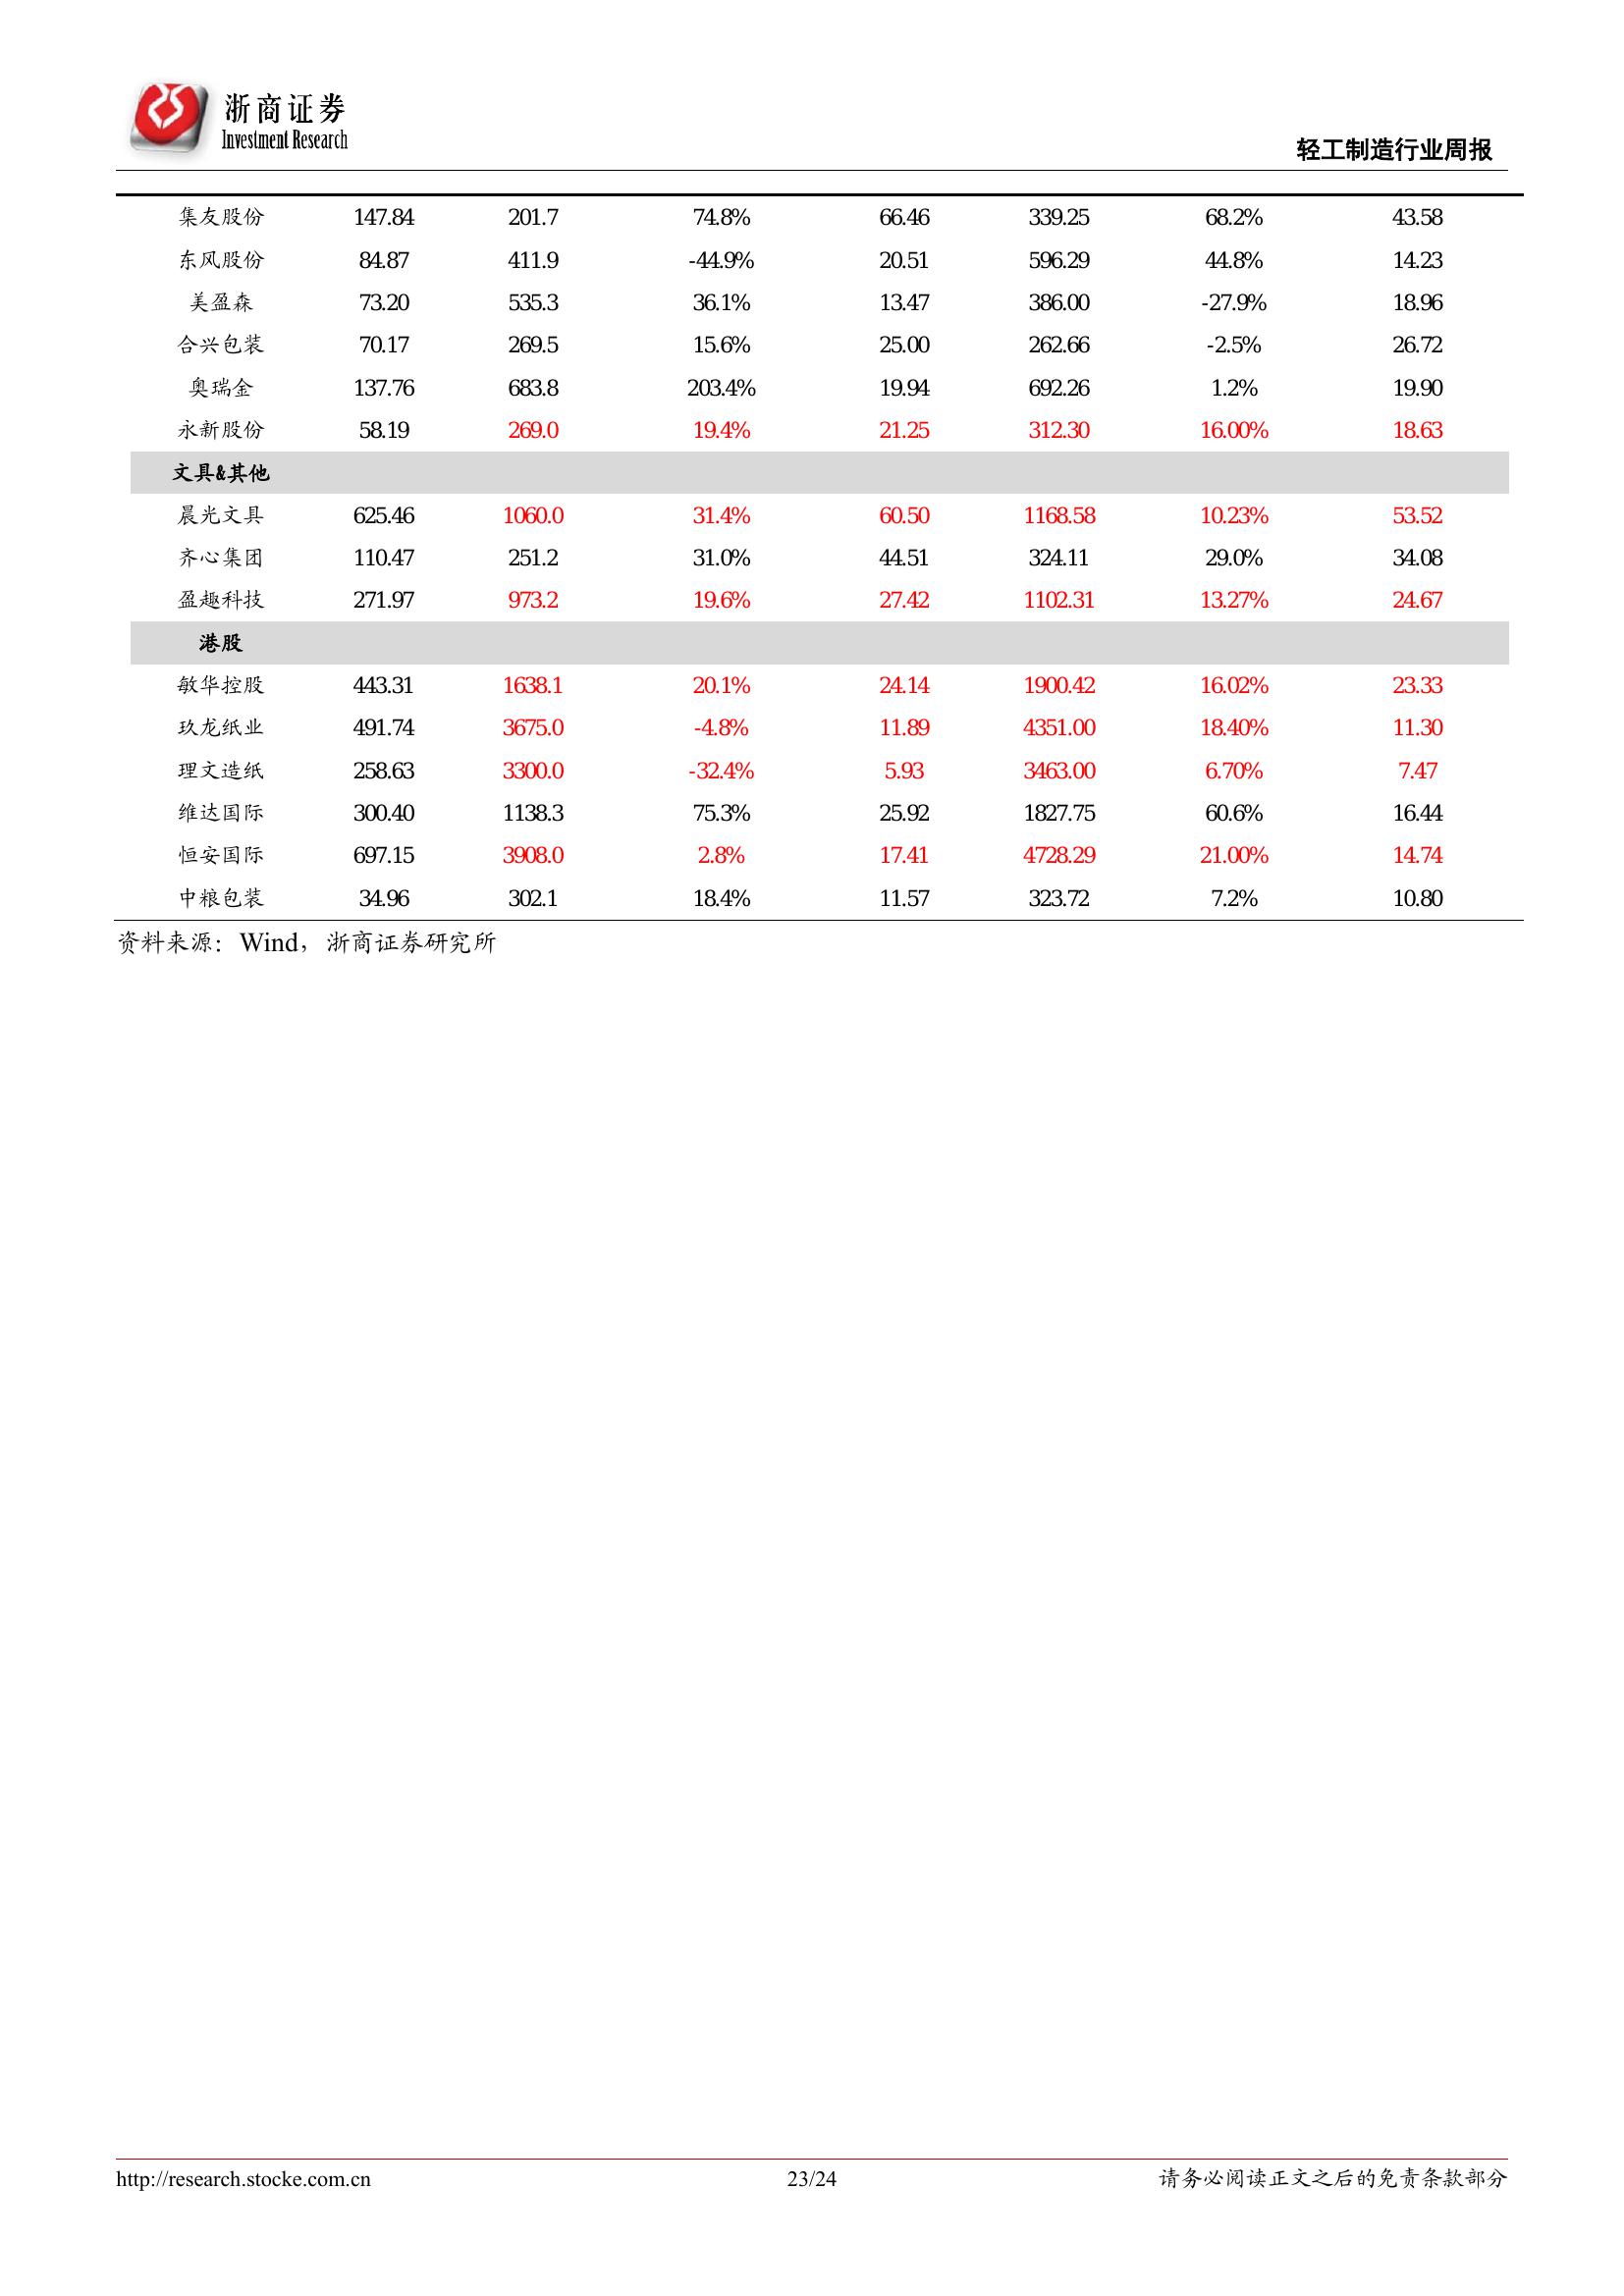 浙商证券
Investment Research
轻工制造行业周报
集友股份 147.84 201.7 74.8% 66.46 339.25 68.2% 43.58
东风股份 84.87 411.9 -44.9% 20.51 596.29 44.8% 14.23
美盈森 73.20 535.3 36.1% 13.47 386.00 -27.9% 18.96
合兴包装 70.17 269.5 15.6% 25.00 262.66 -2.5% 26.72
奥瑞金 137.76 683.8 203.4% 19.94 692.26 1.2% 19.90
永新股份 58.19 269.0 19.4% 21.25 312.30 16.00% 18.63
文具&其他
晨光文具 625.46 1060.0 31.4% 60.50 1168.58 10.23% 53.52
齐心集团 110.47 251.2 31.0% 44.51 324.11 29.0% 34.08
盈趣科技 271.97 973.2 19.6% 27.42 1102.31 13.27% 24.67
港股
敏华控股 443.31 1638.1 20.1% 24.14 1900.42 16.02% 23.33
玖龙纸业 491.74 3675.0 -4.8% 11.89 4351.00 18.40% 11.30
理文造纸 258.63 3300.0 -32.4% 5.93 3463.00 6.70% 7.47
维达国际 300.40 1138.3 75.3% 25.92 1827.75 60.6% 16.44
恒安国际 697.15 3908.0 2.8% 17.41 4728.29 21.00% 14.74
中粮包装 34.96 302.1 18.4% 11.57 323.72 7.2% 10.80
资料来源：Wind，浙商证券研究所
http://research.stocke.com.cn 23/24 请务必阅读正文之后的免责条款部分